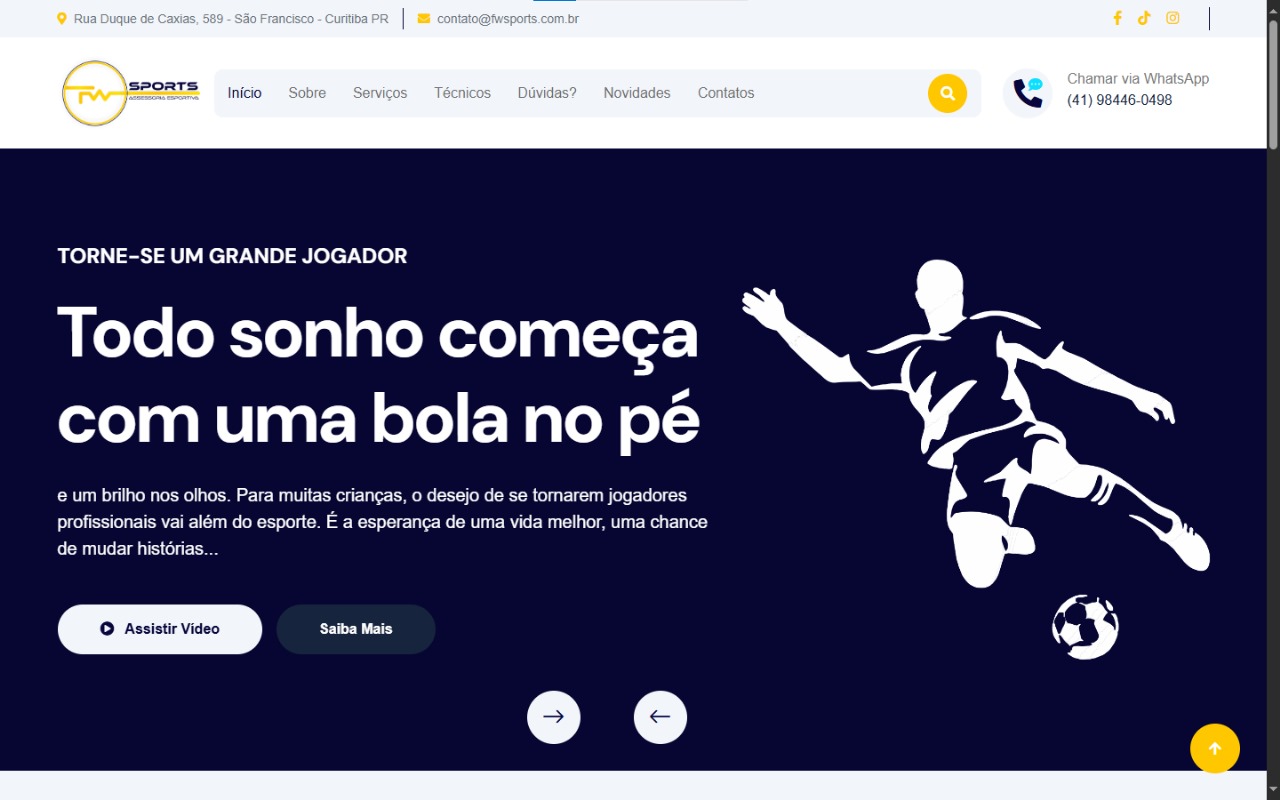 Rua Duque de Caxias, 589 - São Francisco - Curitiba PR
contato@fwsports.com.br
FW SPORTS
ASSESSORIA ESPORTIVA
Início
Sobre
Serviços
Técnicos
Dúvidas?
Novidades
Contatos
Chamar via WhatsApp
(41) 98446-0498
TORNE-SE UM GRANDE JOGADOR
Todo sonho começa
com uma bola no pé
e um brilho nos olhos. Para muitas crianças, o desejo de se tornarem jogadores
profissionais vai além do esporte. É a esperança de uma vida melhor, uma chance
de mudar histórias...
Assistir Vídeo
Saiba Mais